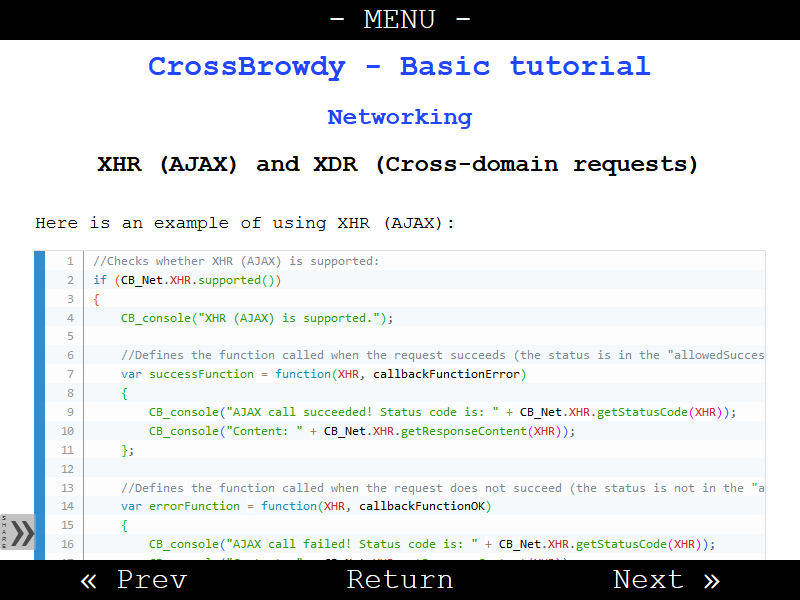 - MENU -
CrossBrowdy - Basic tutorial
Networking
XHR (AJAX) and XDR (Cross-domain requests)
Here is an example of using XHR (AJAX):
1 //Checks whether XHR (AJAX) is supported:
2 if (CB_Net.XHR.supported())
3 {
4 CB_console("XHR (AJAX) is supported.");
5
6 //Defines the function called when the request succeeds (the status is in the "allowedSucces
7 var successFunction = function(XHR, callbackFunctionError)
8 {
9 CB_console("AJAX call succeeded! Status code is: " + CB_Net.XHR.getStatusCode(XHR));
10 CB_console("Content: " + CB_Net.XHR.getResponseContent(XHR));
11 };
12
13 //Defines the function called when the request does not succeed (the status is not in the "a
14 var errorFunction = function(XHR, callbackFunctionOK)
15 {
16 CB_console("AJAX call failed! Status code is: " + CB_Net.XHR.getStatusCode(XHR));
SHARE »
« Prev Return Next »